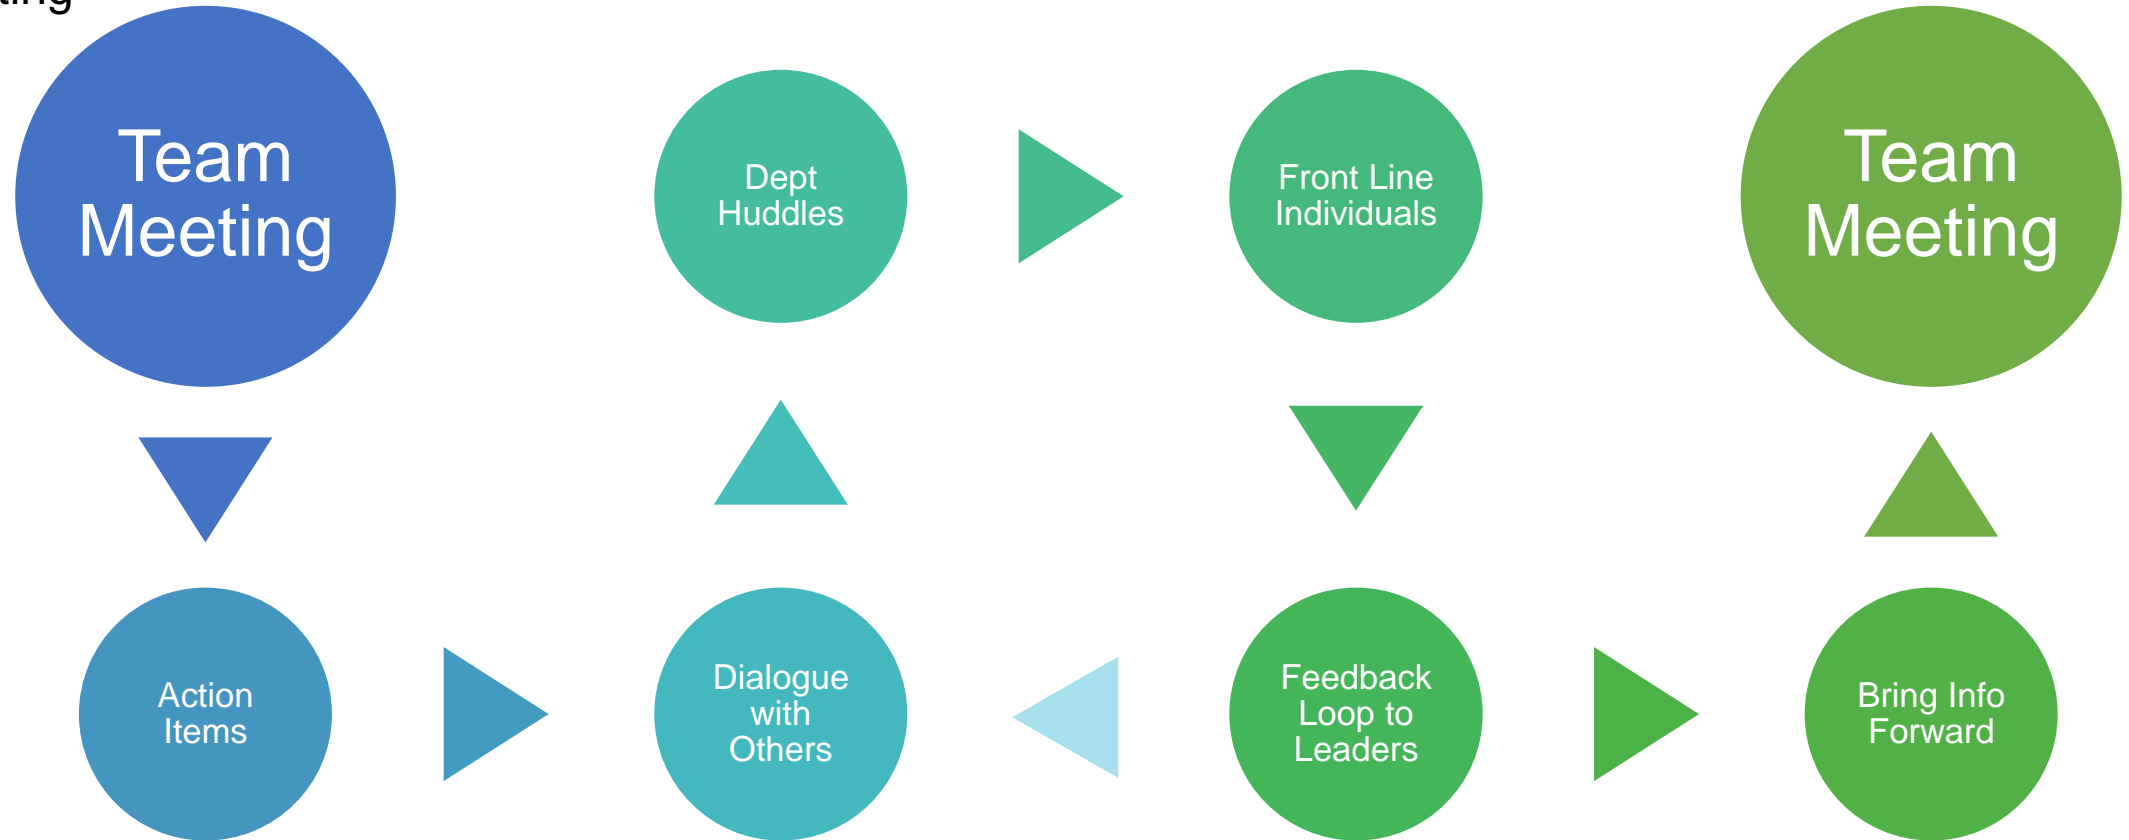 Team
Meeting
Action
Items
Dialogue
with
Others
Dept
Huddles
Front Line
Individuals
Feedback
Loop to
Leaders
Bring Info
Forward
Team
Meeting